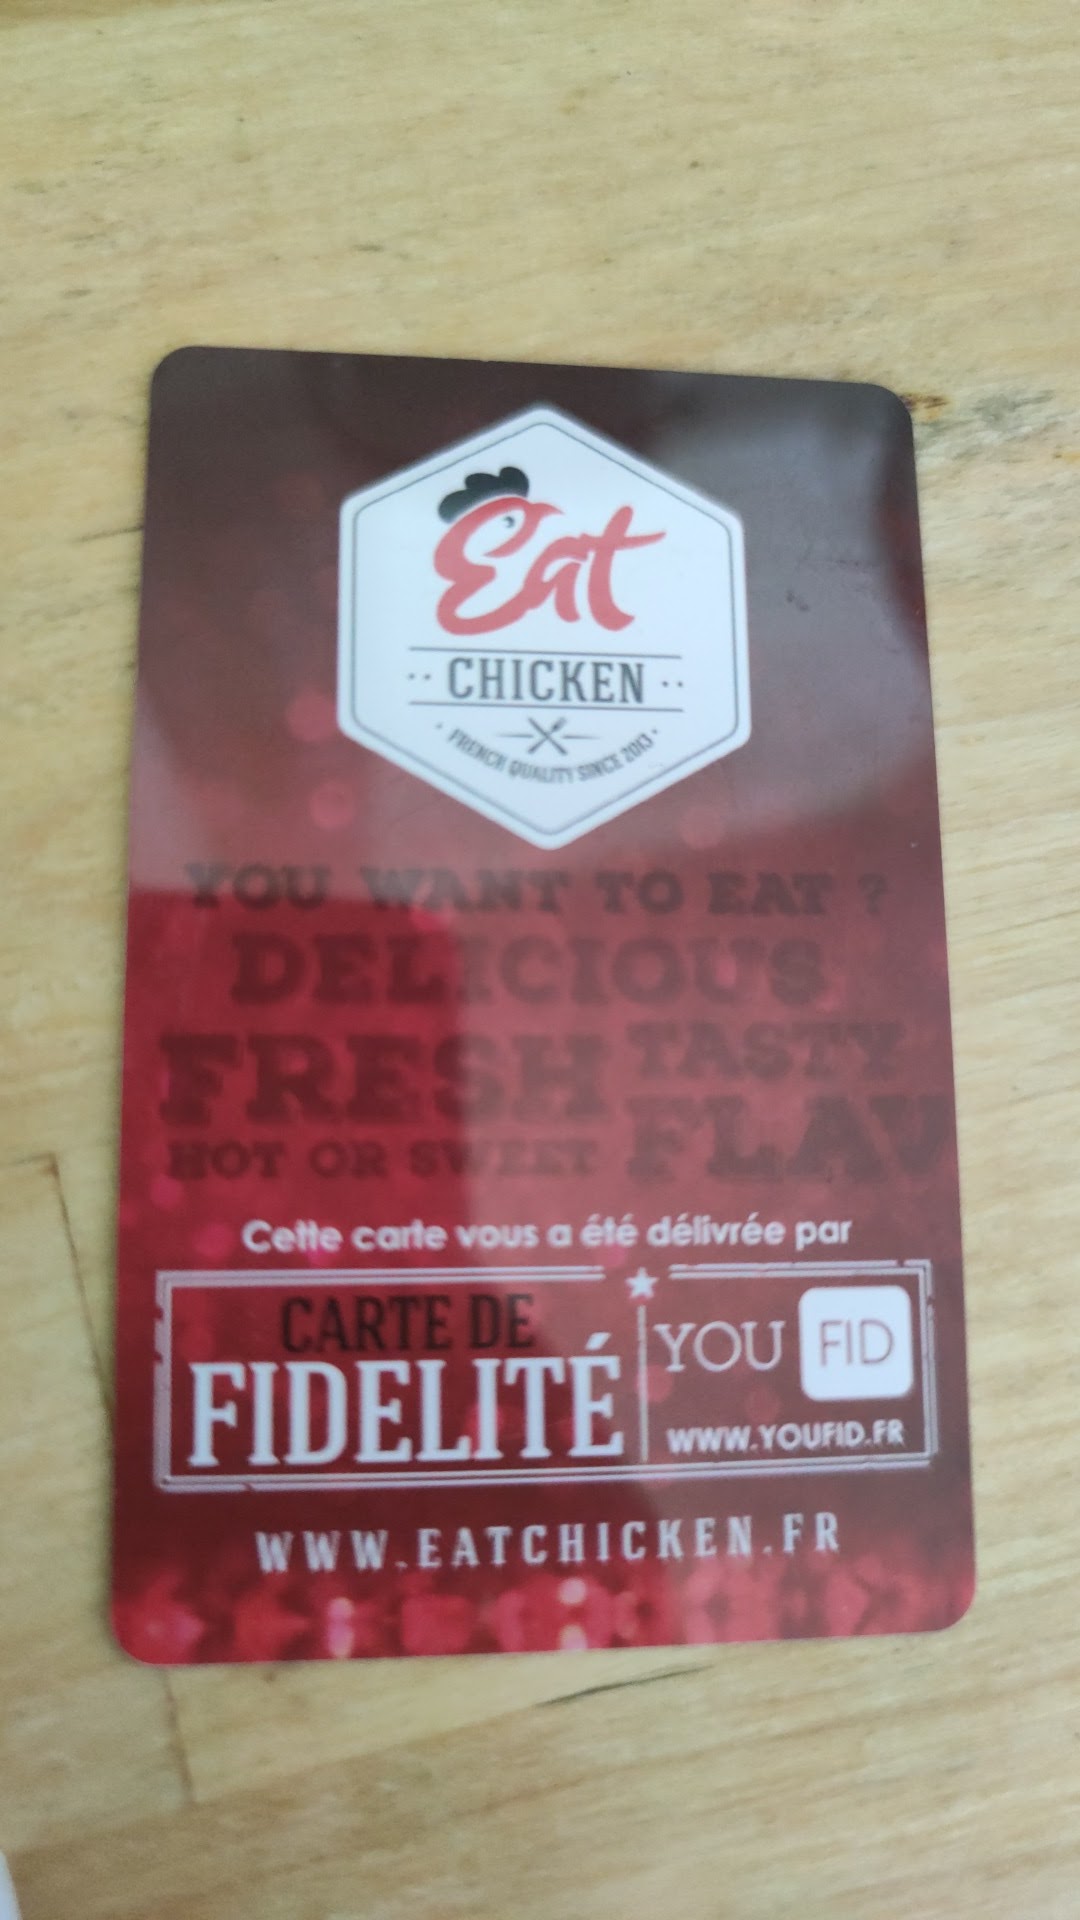 Eat
·· CHICKEN ··
· FRENCH QUALITY SINCE 2013 ·
YOU WANT TO EAT ?
DELICIOUS
FRESH TASTY
HOT OR SWEET FLAV
Cette carte vous a été délivrée par
CARTE DE
FIDELITÉ
YOU FID
WWW.YOUFID.FR
WWW.EATCHICKEN.FR